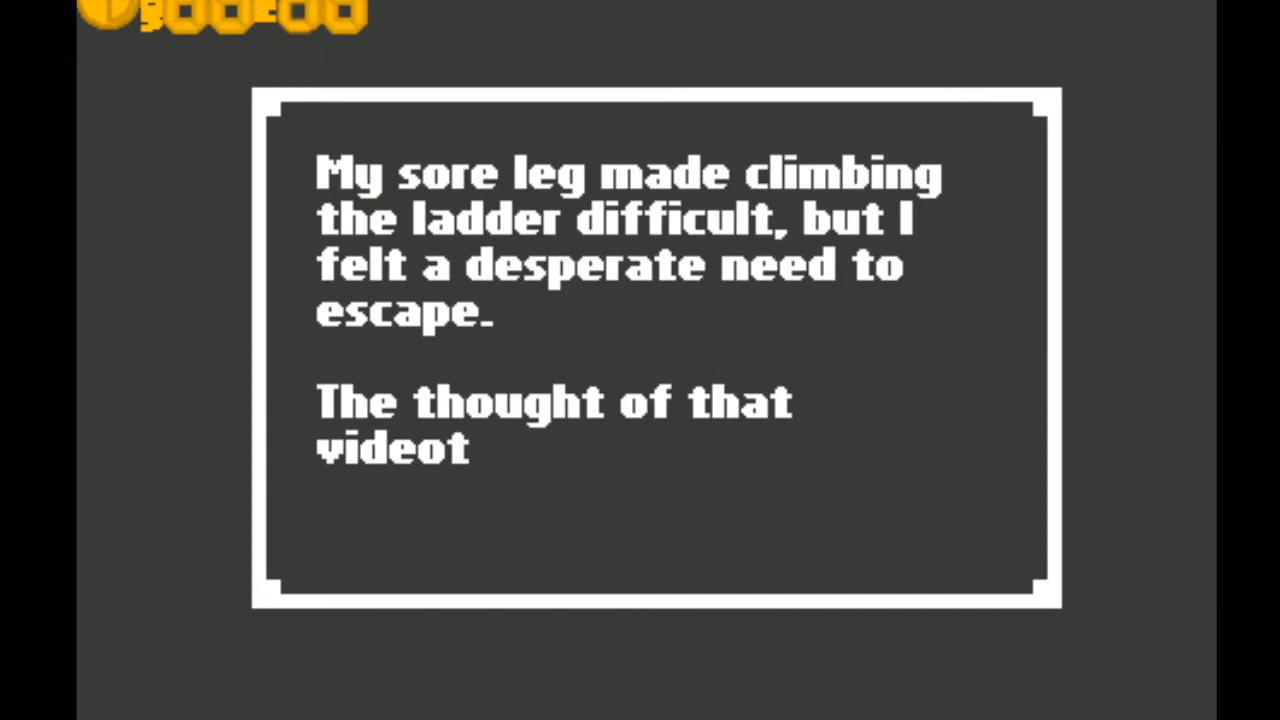 My sore leg made climbing
the ladder difficult, but I
felt a desperate need to
escape.
The thought of that
videot